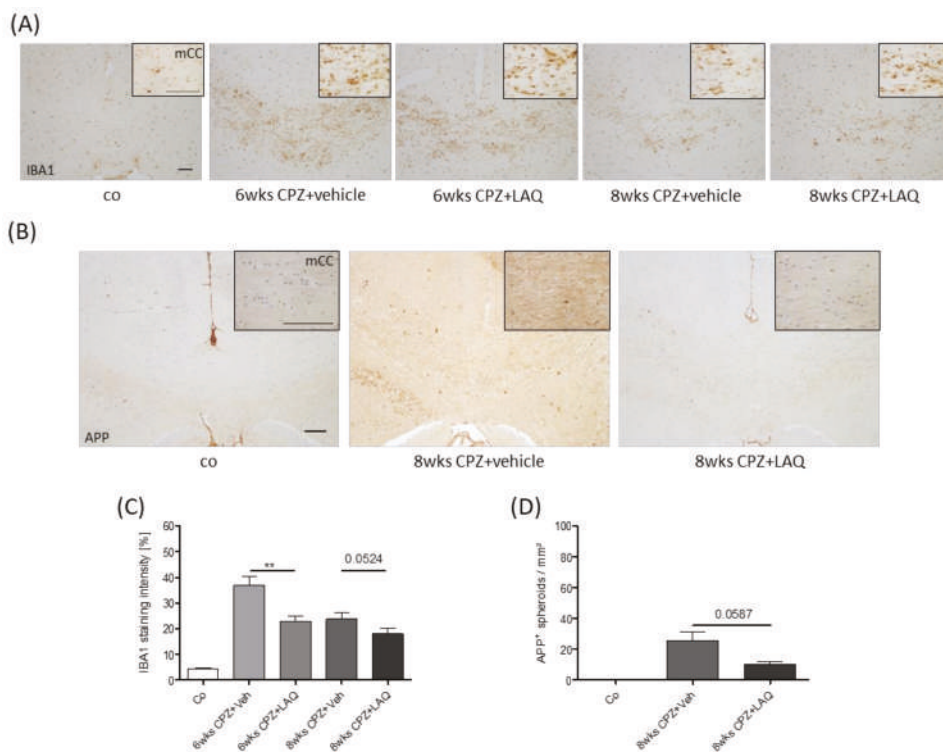 (A)
mCC
IBA1
co
6wks CPZ+vehicle
6wks CPZ+LAQ
8wks CPZ+vehicle
8wks CPZ+LAQ
(B)
mCC
APP
co
8wks CPZ+vehicle
8wks CPZ+LAQ
(C)
IBA1 staining intensity [%]
60
50
40
30
20
10
0
**
0.0524
Co
6wks CPZ+Veh
6wks CPZ+LAQ
8wks CPZ+Veh
8wks CPZ+LAQ
(D)
APP⁺ spheroids / mm²
100
80
60
40
20
0
0.0587
Co
8wks CPZ+Veh
8wks CPZ+LAQ